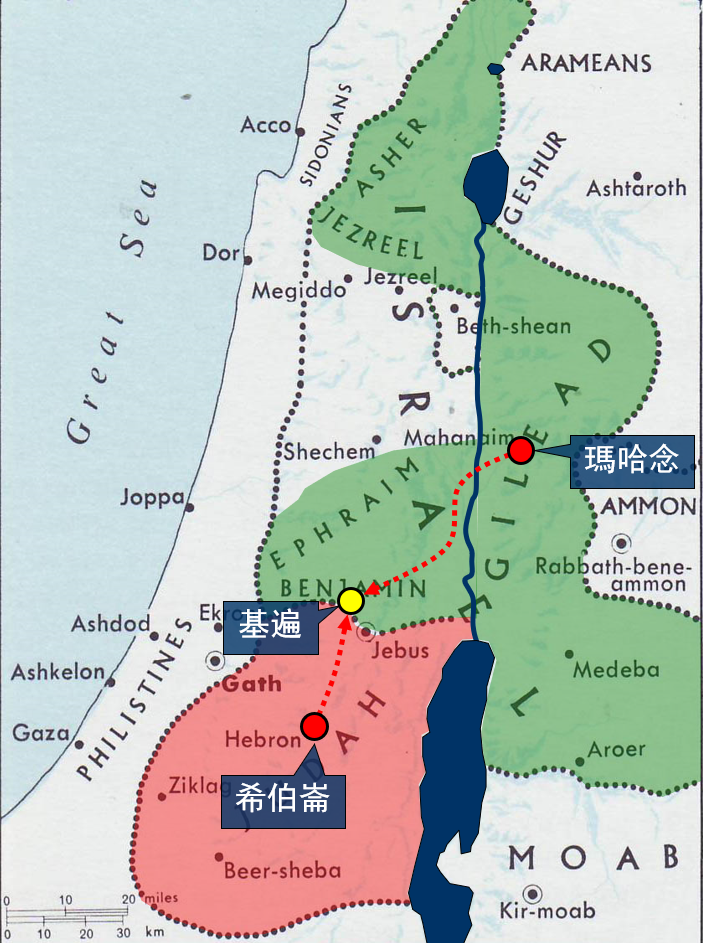 ARAMEANS
Acco
SIDONIANS
ASHER
GESHUR
Ashtaroth
Great Sea
JEZREEL
Dor
Megiddo
Jezreel
Beth-shean
ISRAEL
GILEAD
Shechem
Mahanaim
瑪哈念
Joppa
EPHRAIM
AMMON
Rabbath-bene-
ammon
BENJAMIN
基遍
Ashdod
Jebus
Ashkelon
Gath
Medeba
PHILISTINES
Gaza
Hebron
Aroer
希伯崙
Ziklag
Beer-sheba
MOAB
Kir-moab
0 10 20 miles
0 10 20 30 km